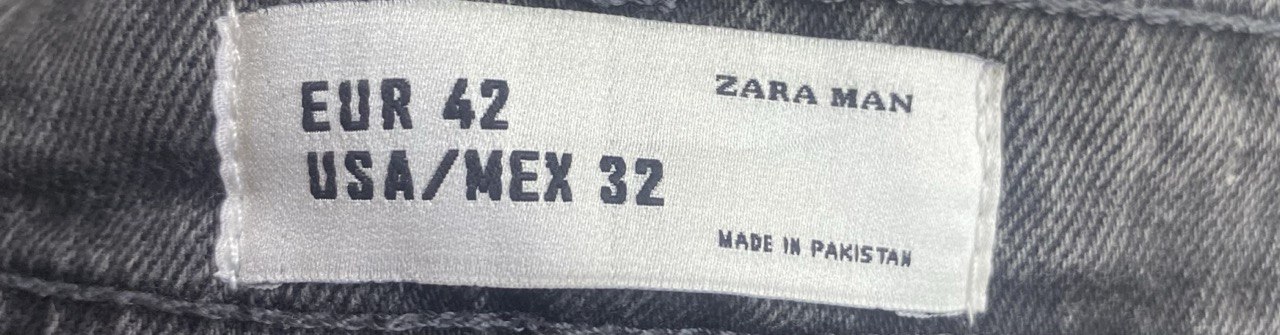 EUR 42
USA/MEX 32
ZARA MAN
MADE IN PAKISTAN